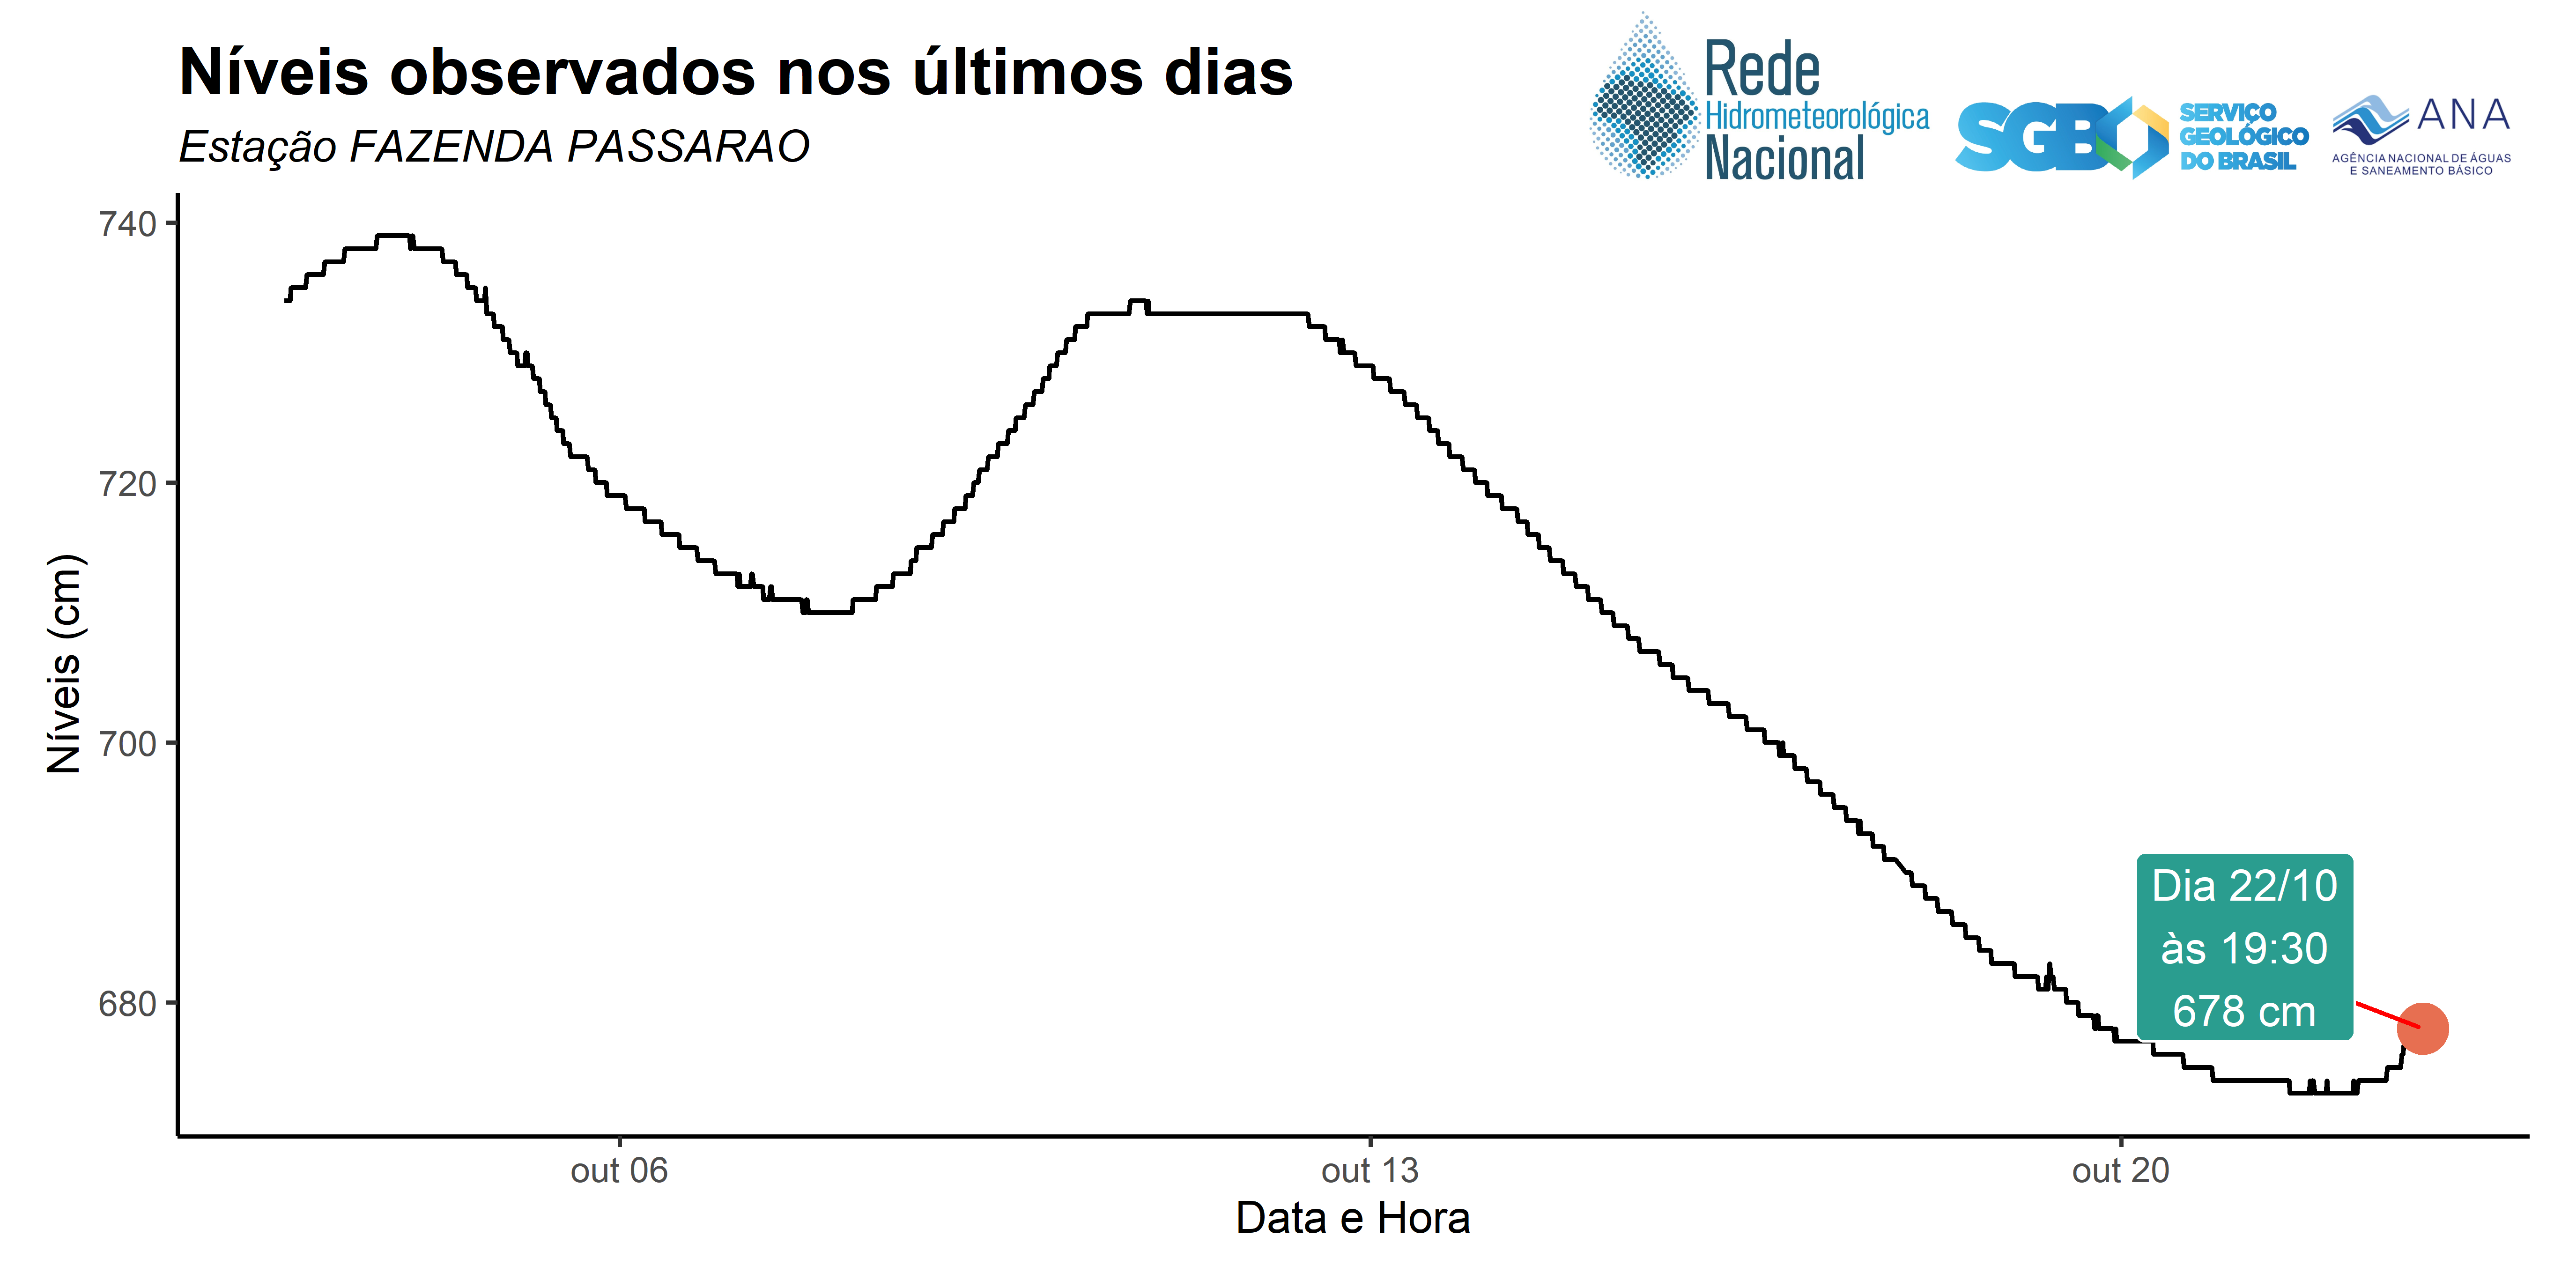 Níveis observados nos últimos dias
Estação FAZENDA PASSARAO
Rede
Hidrometeorológica
Nacional
SGB
SERVIÇO
GEOLÓGICO
DO BRASIL
ANA
AGÊNCIA NACIONAL DE ÁGUAS
E SANEAMENTO BÁSICO
740
720
700
680
Níveis (cm)
Dia 22/10
às 19:30
678 cm
out 06
out 13
out 20
Data e Hora